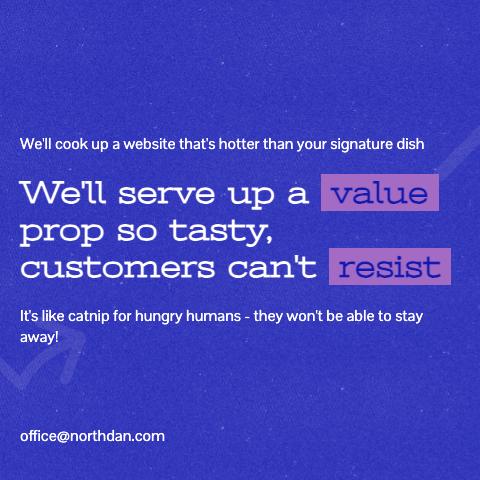 We'll cook up a website that's hotter than your signature dish
We'll serve up a value
prop so tasty,
customers can't resist
It's like catnip for hungry humans - they won't be able to stay
away!
office@northdan.com